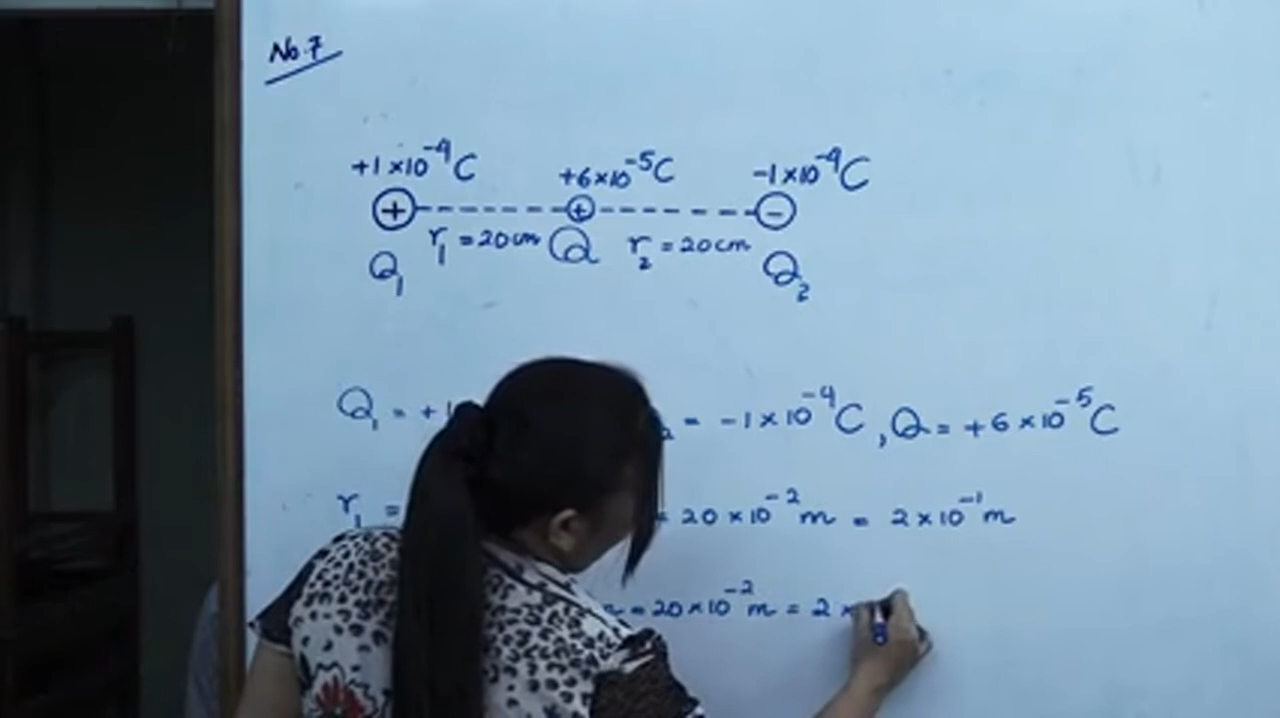 No. 7
+1×10⁻⁴C +6×10⁻⁵C -1×10⁻⁴C
+ + −
r₁ = 20cm Q r₂ = 20cm
Q₁ Q₂
Q₁ = +1 = -1×10⁻⁴C , Q = +6×10⁻⁵C
r₁ = = 20×10⁻²m = 2×10⁻¹m
= 20×10⁻²m = 2×